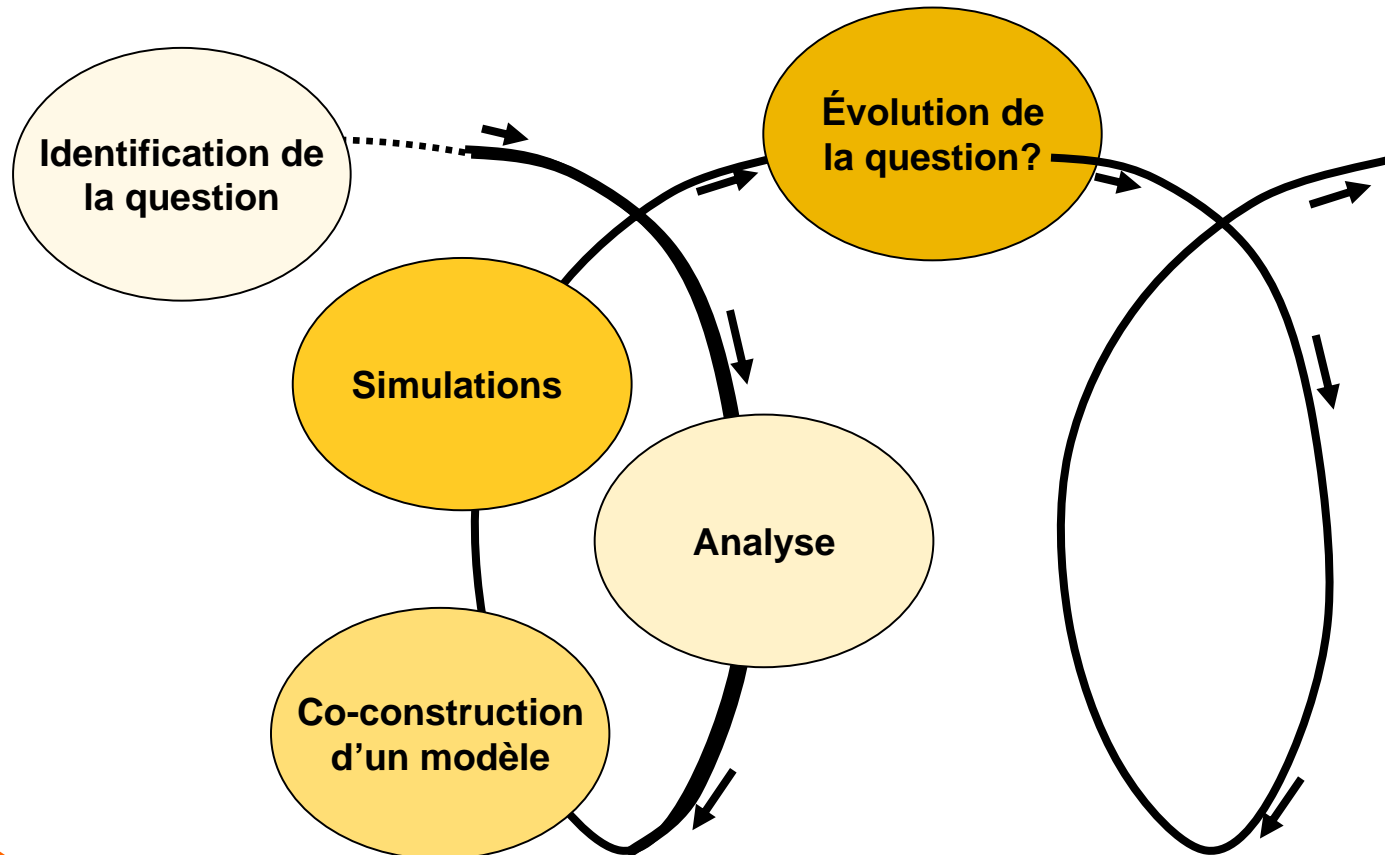 Identification de
la question
Évolution de
la question?
Simulations
Analyse
Co-construction
d’un modèle